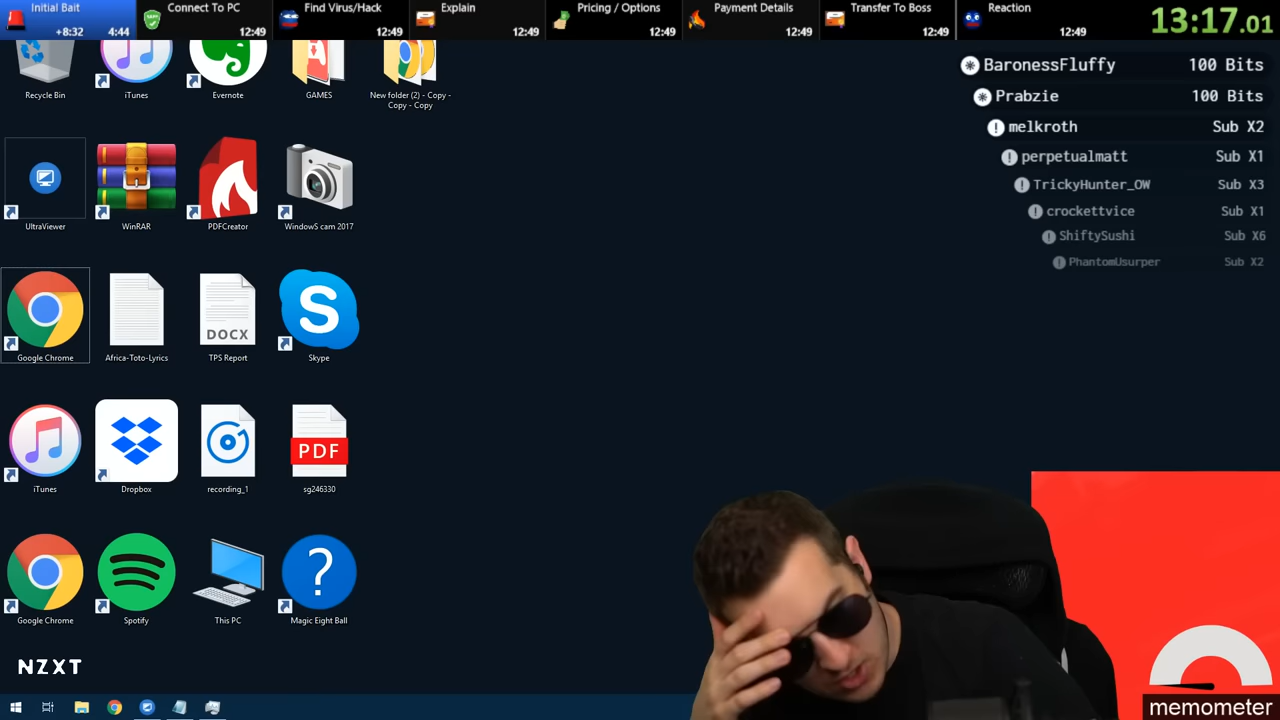 Initial Bait
+8:32 4:44
Connect To PC
12:49
Find Virus/Hack
12:49
Explain
12:49
Pricing / Options
12:49
Payment Details
12:49
Transfer To Boss
12:49
Reaction
12:49
13:17.01
BaronessFluffy 100 Bits
Prabzie 100 Bits
melkroth Sub X2
perpetualmatt Sub X1
TrickyHunter_OW Sub X3
crockettvice Sub X1
ShiftySushi Sub X6
PhantomUsurper Sub X2
Recycle Bin
iTunes
Evernote
GAMES
New folder (2) - Copy -
Copy - Copy
UltraViewer
WinRAR
PDFCreator
WindowS cam 2017
Google Chrome
Africa-Toto-Lyrics
DOCX
TPS Report
S
Skype
iTunes
Dropbox
recording_1
PDF
sg246330
Google Chrome
Spotify
This PC
?
Magic Eight Ball
NZXT
memometer